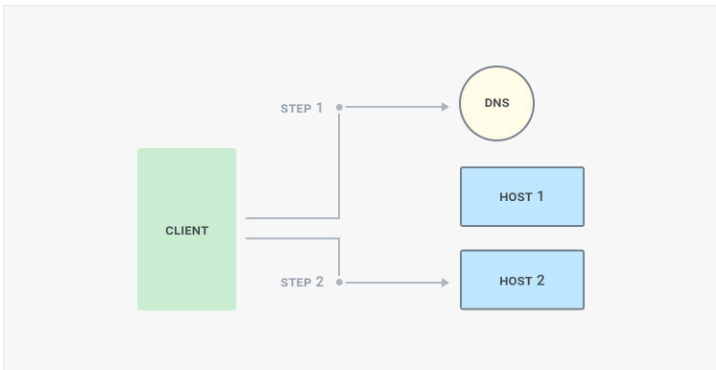 STEP 1
DNS
HOST 1
CLIENT
STEP 2
HOST 2